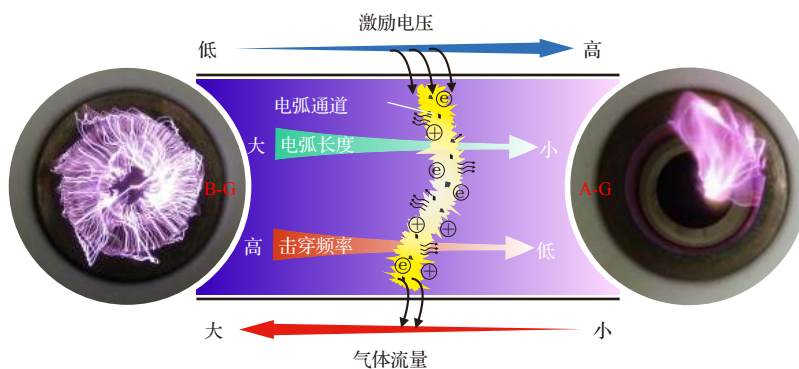 激励电压
低
高
电弧通道
e
+
大
电弧长度
小
e
e
B-G
A-G
+
+
高
击穿频率
低
e
+
大
小
气体流量